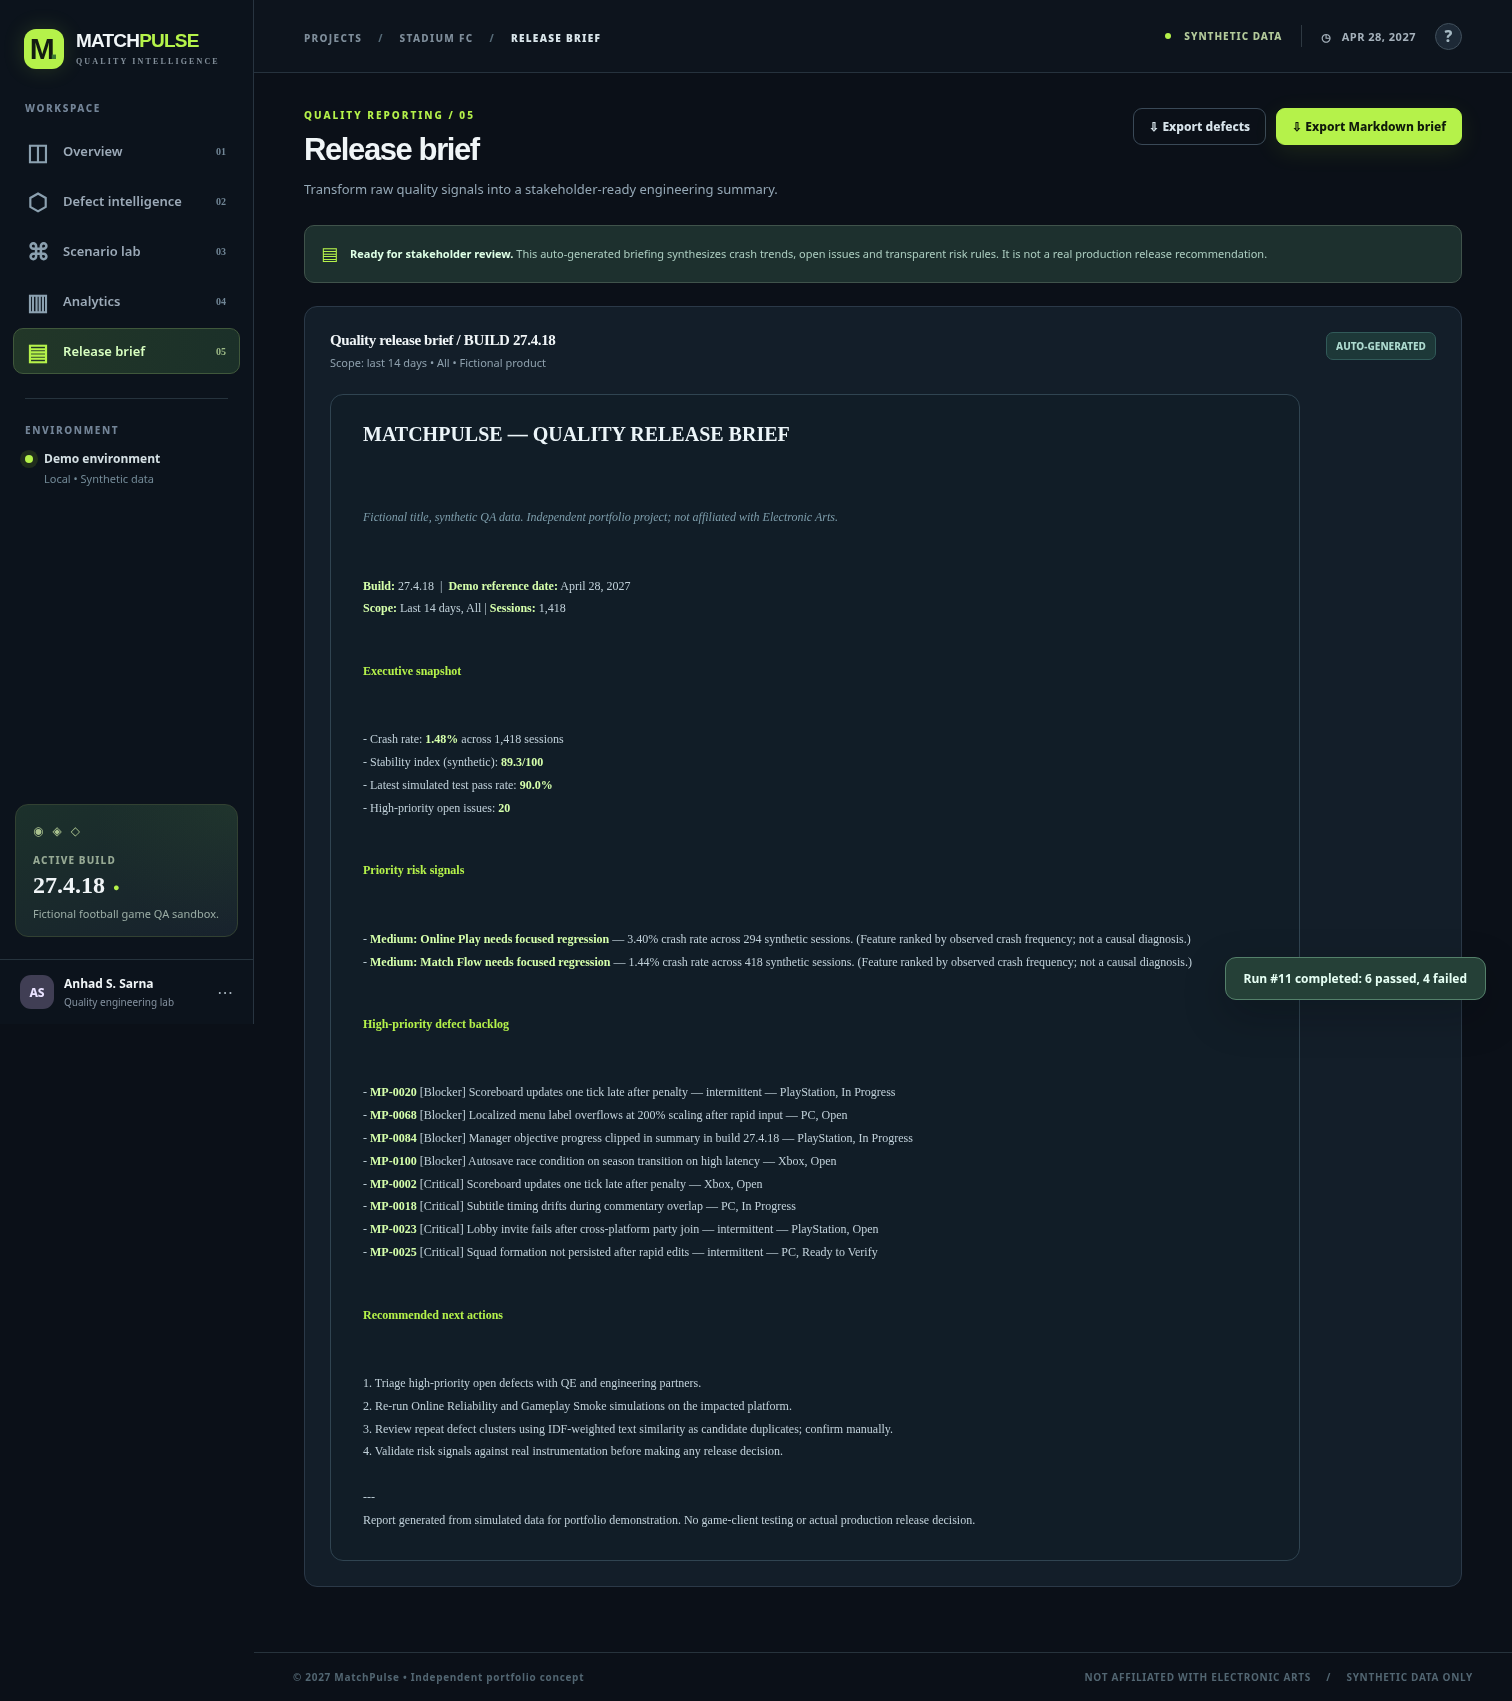 M
MATCHPULSE
QUALITY INTELLIGENCE
WORKSPACE
Overview 01
Defect intelligence 02
Scenario lab 03
Analytics 04
Release brief 05
ENVIRONMENT
Demo environment
Local • Synthetic data
ACTIVE BUILD
27.4.18
Fictional football game QA sandbox.
AS
Anhad S. Sarna
Quality engineering lab
...
PROJECTS / STADIUM FC / RELEASE BRIEF
SYNTHETIC DATA
APR 28, 2027
?
QUALITY REPORTING / 05
Release brief
Transform raw quality signals into a stakeholder-ready engineering summary.
⇩ Export defects
⇩ Export Markdown brief
Ready for stakeholder review. This auto-generated briefing synthesizes crash trends, open issues and transparent risk rules. It is not a real production release recommendation.
Quality release brief / BUILD 27.4.18
Scope: last 14 days • All • Fictional product
AUTO-GENERATED
MATCHPULSE — QUALITY RELEASE BRIEF
Fictional title, synthetic QA data. Independent portfolio project; not affiliated with Electronic Arts.
Build: 27.4.18 | Demo reference date: April 28, 2027
Scope: Last 14 days, All | Sessions: 1,418
Executive snapshot
- Crash rate: 1.48% across 1,418 sessions
- Stability index (synthetic): 89.3/100
- Latest simulated test pass rate: 90.0%
- High-priority open issues: 20
Priority risk signals
- Medium: Online Play needs focused regression — 3.40% crash rate across 294 synthetic sessions. (Feature ranked by observed crash frequency; not a causal diagnosis.)
- Medium: Match Flow needs focused regression — 1.44% crash rate across 418 synthetic sessions. (Feature ranked by observed crash frequency; not a causal diagnosis.)
Run #11 completed: 6 passed, 4 failed
High-priority defect backlog
- MP-0020 [Blocker] Scoreboard updates one tick late after penalty — intermittent — PlayStation, In Progress
- MP-0068 [Blocker] Localized menu label overflows at 200% scaling after rapid input — PC, Open
- MP-0084 [Blocker] Manager objective progress clipped in summary in build 27.4.18 — PlayStation, In Progress
- MP-0100 [Blocker] Autosave race condition on season transition on high latency — Xbox, Open
- MP-0002 [Critical] Scoreboard updates one tick late after penalty — Xbox, Open
- MP-0018 [Critical] Subtitle timing drifts during commentary overlap — PC, In Progress
- MP-0023 [Critical] Lobby invite fails after cross-platform party join — intermittent — PlayStation, Open
- MP-0025 [Critical] Squad formation not persisted after rapid edits — intermittent — PC, Ready to Verify
Recommended next actions
1. Triage high-priority open defects with QE and engineering partners.
2. Re-run Online Reliability and Gameplay Smoke simulations on the impacted platform.
3. Review repeat defect clusters using IDF-weighted text similarity as candidate duplicates; confirm manually.
4. Validate risk signals against real instrumentation before making any release decision.
---
Report generated from simulated data for portfolio demonstration. No game-client testing or actual production release decision.
© 2027 MatchPulse • Independent portfolio concept
NOT AFFILIATED WITH ELECTRONIC ARTS / SYNTHETIC DATA ONLY